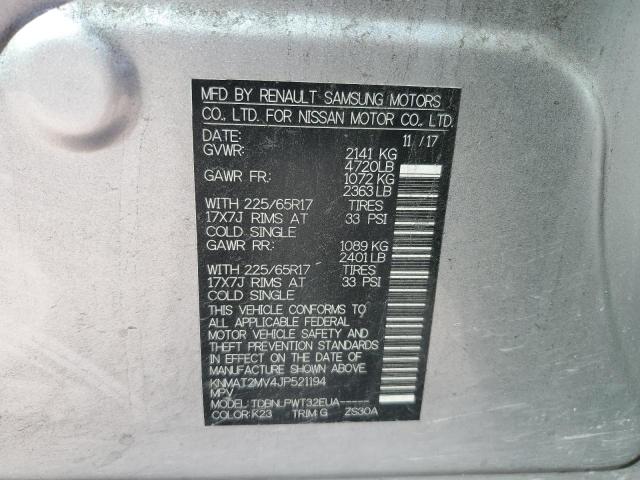 MFD BY RENAULT SAMSUNG MOTORS
CO., LTD. FOR NISSAN MOTOR CO., LTD.
DATE: 11 / 17
GVWR: 2141 KG
4720LB
GAWR FR: 1072 KG
2363 LB
WITH 225/65R17 TIRES
17X7J RIMS AT 33 PSI
COLD SINGLE
GAWR RR: 1089 KG
2401 LB
WITH 225/65R17 TIRES
17X7J RIMS AT 33 PSI
COLD SINGLE
THIS VEHICLE CONFORMS TO
ALL APPLICABLE FEDERAL
MOTOR VEHICLE SAFETY AND
THEFT PREVENTION STANDARDS
IN EFFECT ON THE DATE OF
MANUFACTURE SHOWN ABOVE.
KNMAT2MV4JP521194
MPV
MODEL: TDBNLPWT32EUA-----
COLOR: K23 TRIM: G ZS30A